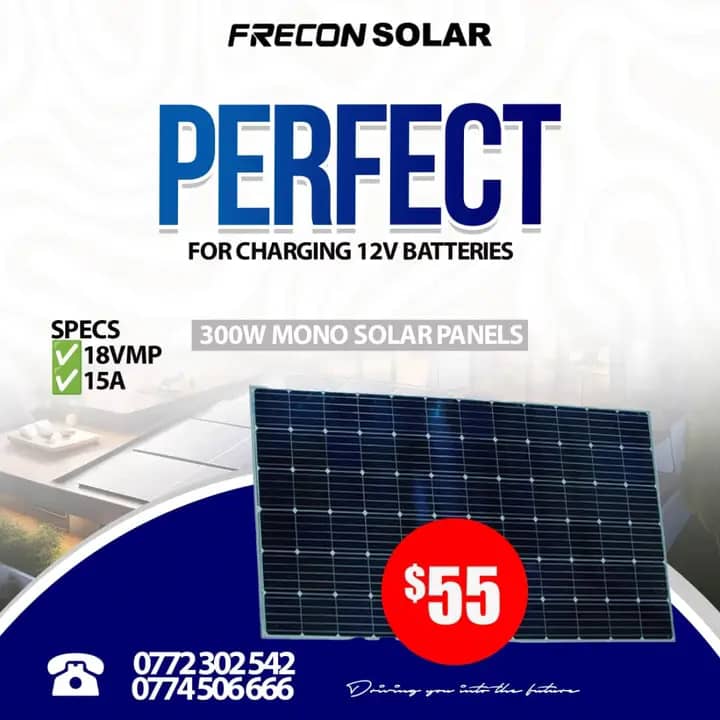 FRECON SOLAR
PERFECT
FOR CHARGING 12V BATTERIES
SPECS
✅18VMP
✅15A
300W MONO SOLAR PANELS
$55
0772 302 542
0774 506 666
Driving you into the future